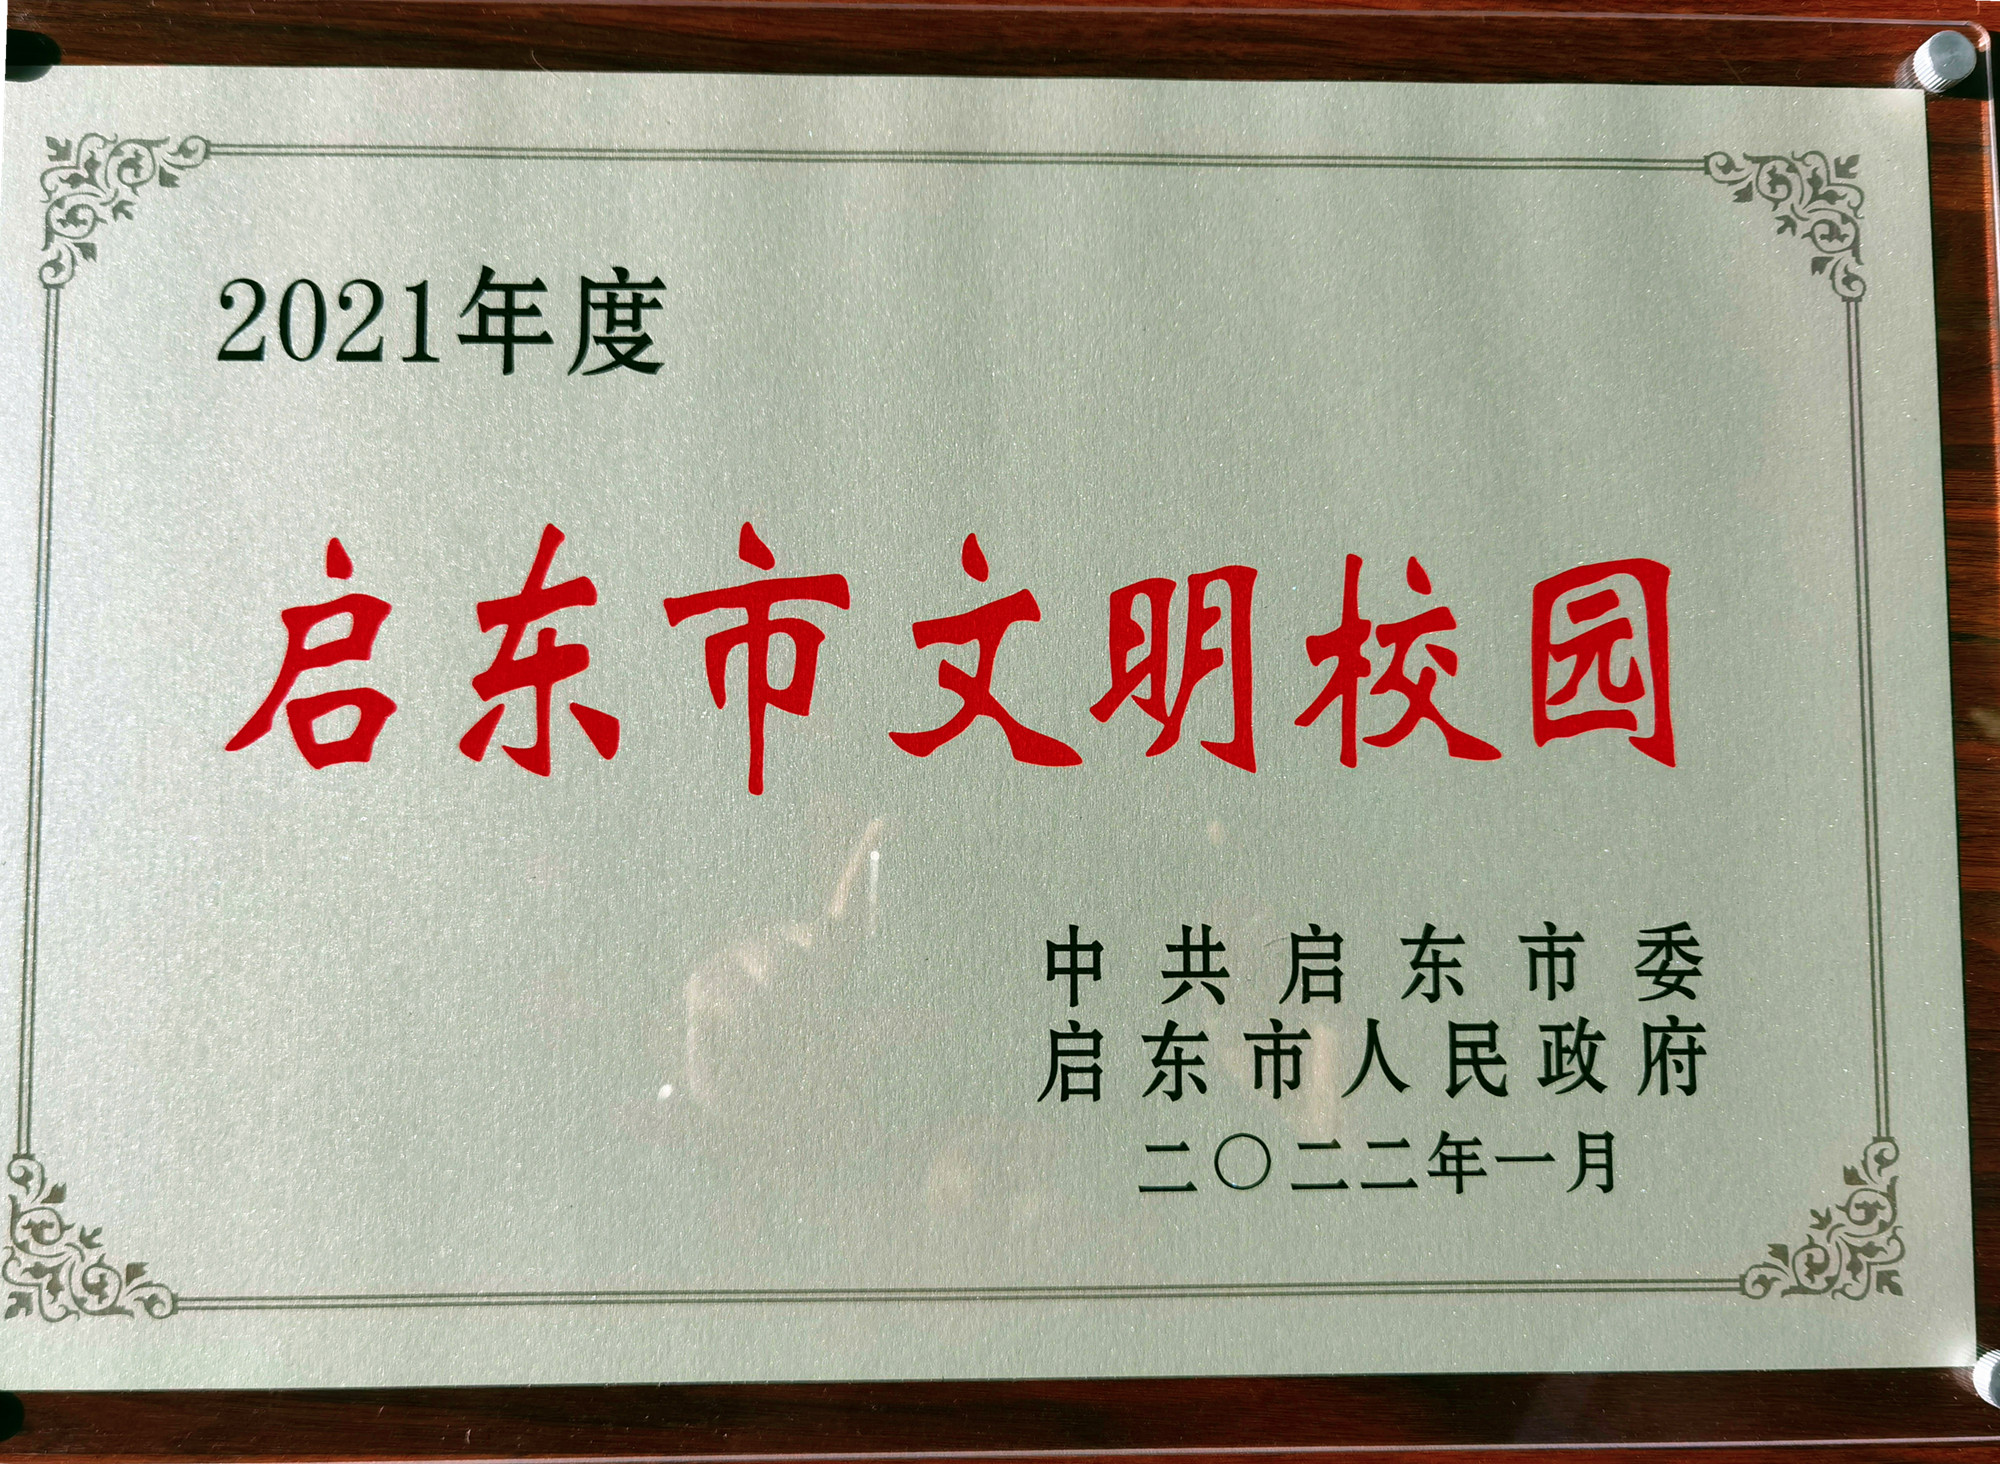 2021年度
启东市文明校园
中共启东市委
启东市人民政府
二〇二二年一月